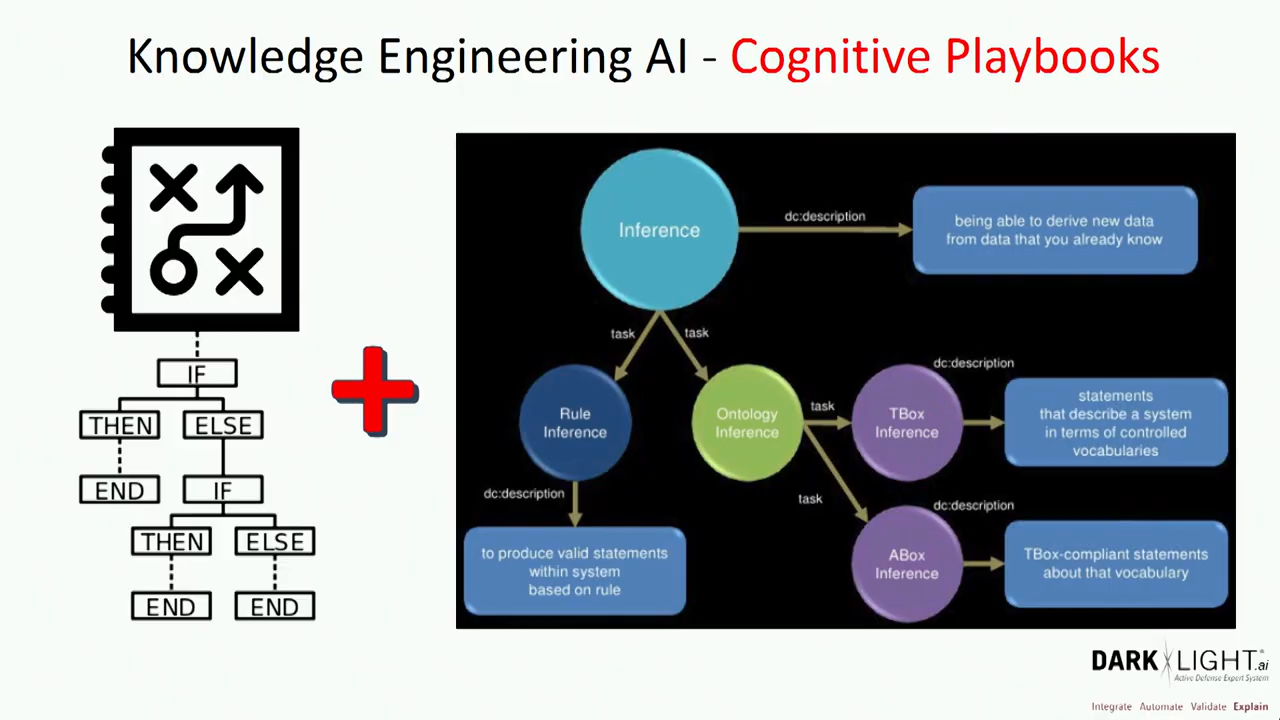 Knowledge Engineering AI - Cognitive Playbooks
IF
THEN
ELSE
END
IF
THEN
ELSE
END
END
Inference
dc:description
being able to derive new data
from data that you already know
task
task
Rule
Inference
Ontology
Inference
task
task
TBox
Inference
dc:description
statements
that describe a system
in terms of controlled
vocabularies
dc:description
to produce valid statements
within system
based on rule
ABox
Inference
dc:description
TBox-compliant statements
about that vocabulary
DARK LIGHT.ai
Active Defense Expert System
Integrate Automate Validate Explain